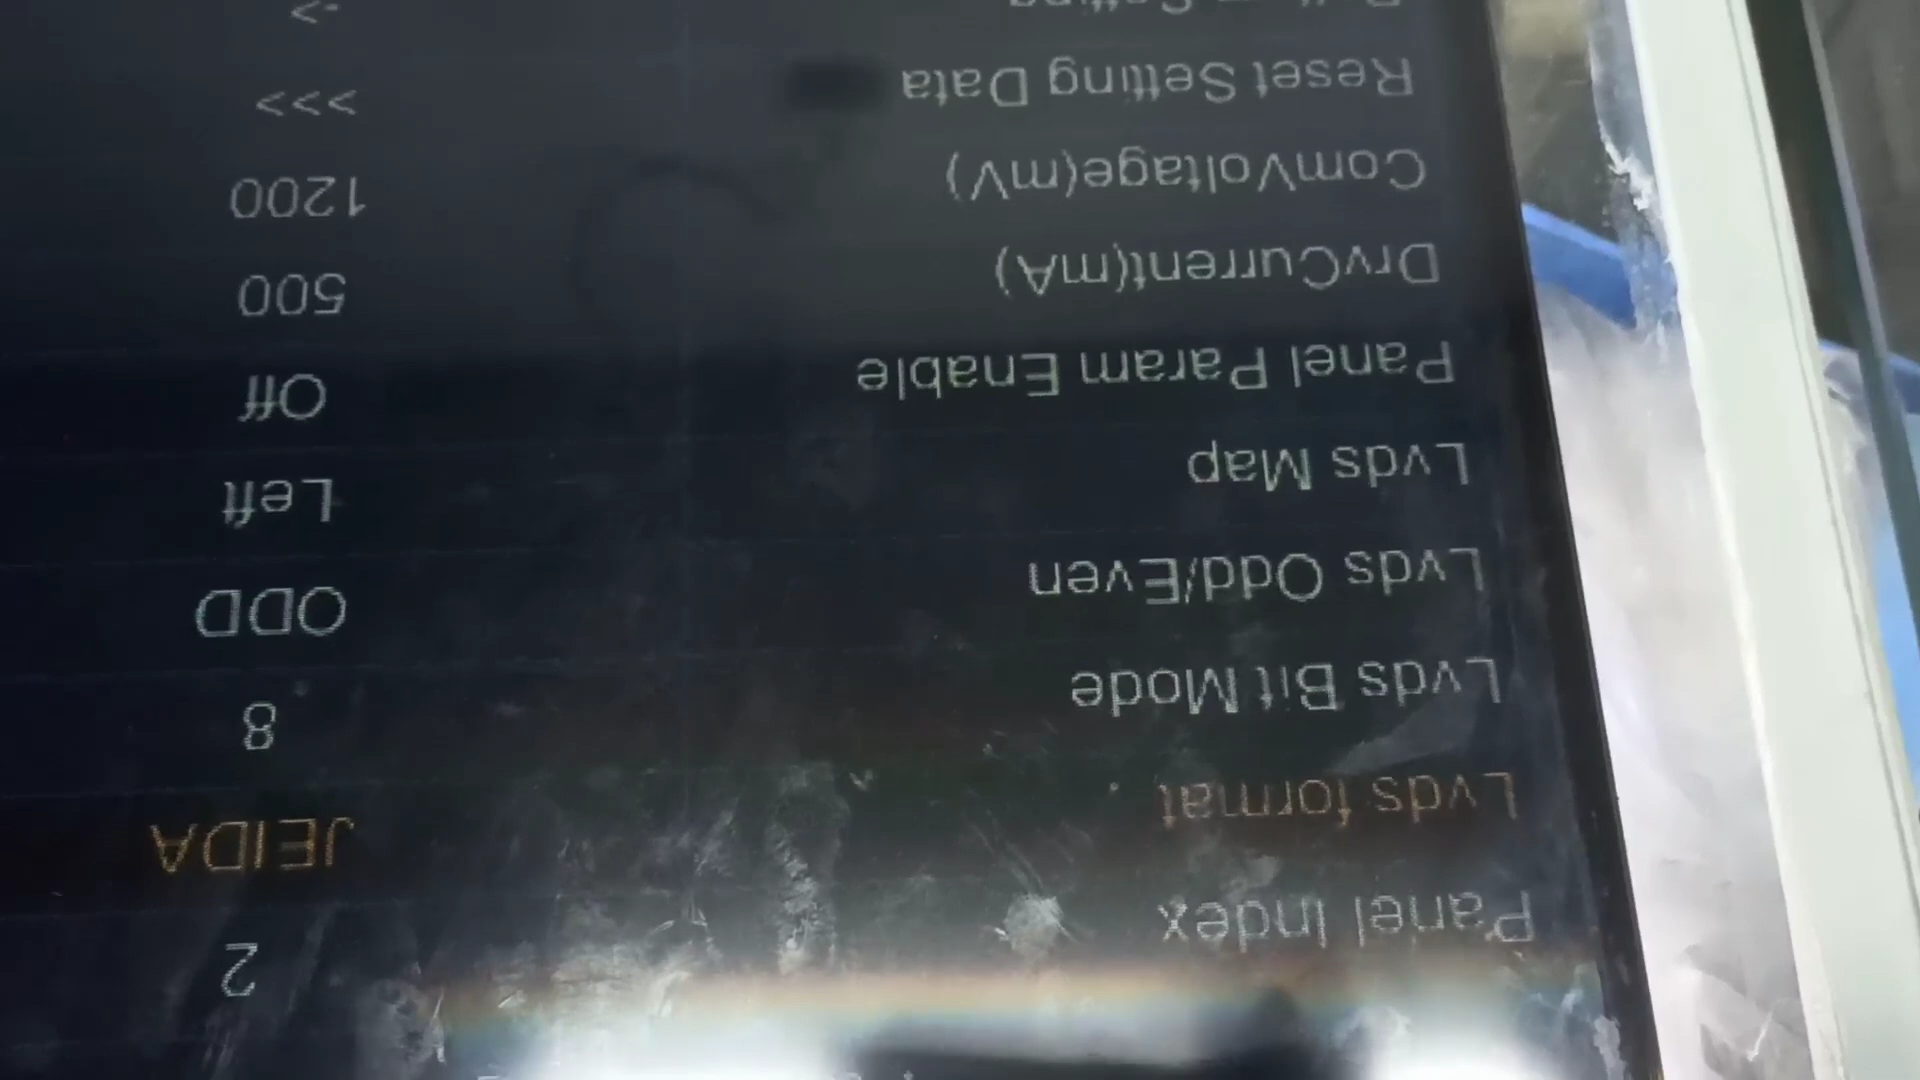 Panel Index 2
Lvds format JEIDA
Lvds Bit Mode 8
Lvds Odd/Even ODD
Lvds Map Left
Panel Param Enable Off
DrvCurrent(mA) 500
ComVoltage(mV) 1200
Reset Setting Data >>>
Setting ->